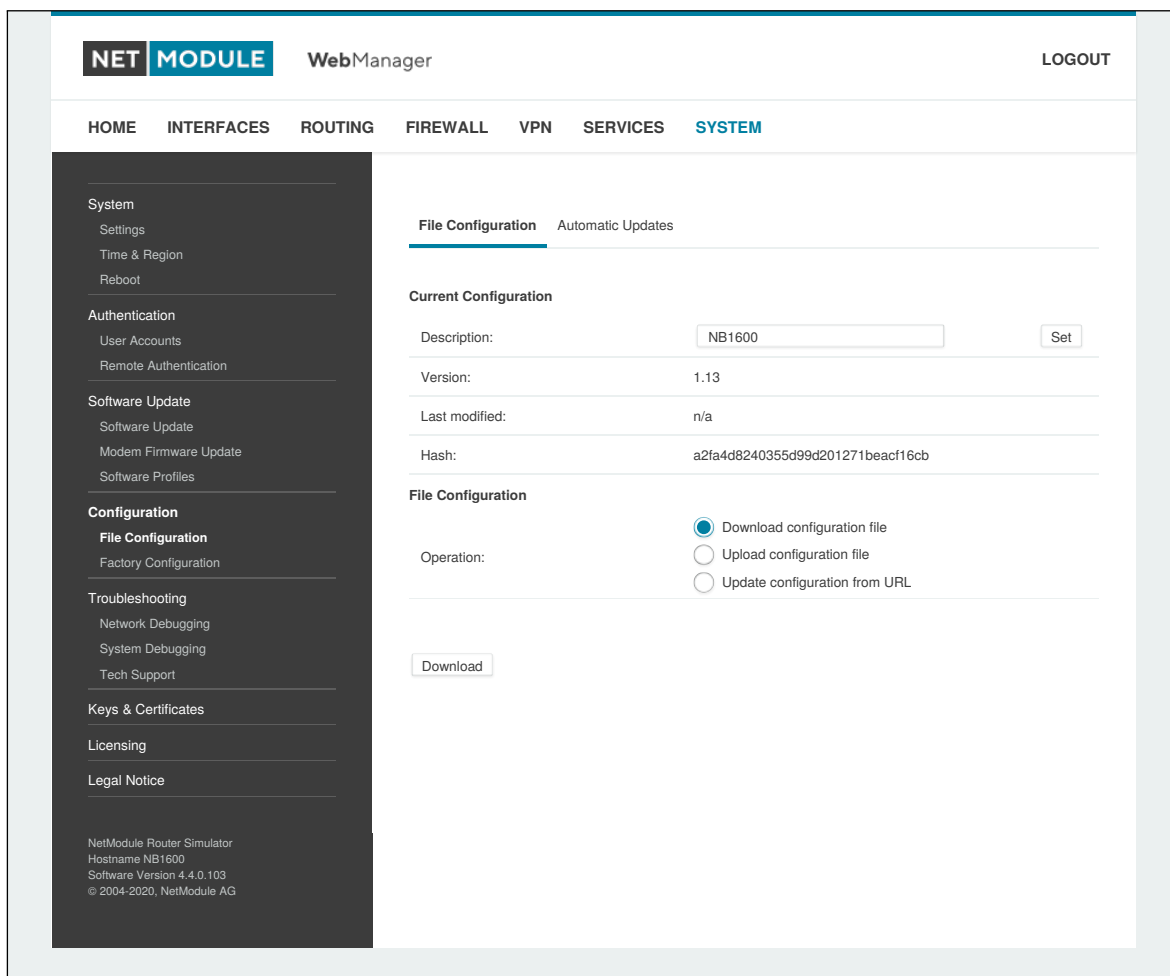 NET MODULE WebManager LOGOUT
HOME INTERFACES ROUTING FIREWALL VPN SERVICES SYSTEM
System
Settings
Time & Region
Reboot
Authentication
User Accounts
Remote Authentication
Software Update
Software Update
Modem Firmware Update
Software Profiles
Configuration
File Configuration
Factory Configuration
Troubleshooting
Network Debugging
System Debugging
Tech Support
Keys & Certificates
Licensing
Legal Notice
NetModule Router Simulator
Hostname NB1600
Software Version 4.4.0.103
© 2004-2020, NetModule AG
File Configuration Automatic Updates
Current Configuration
Description: NB1600 Set
Version: 1.13
Last modified: n/a
Hash: a2fa4d8240355d99d201271beacf16cb
File Configuration
Operation:
Download configuration file
Upload configuration file
Update configuration from URL
Download